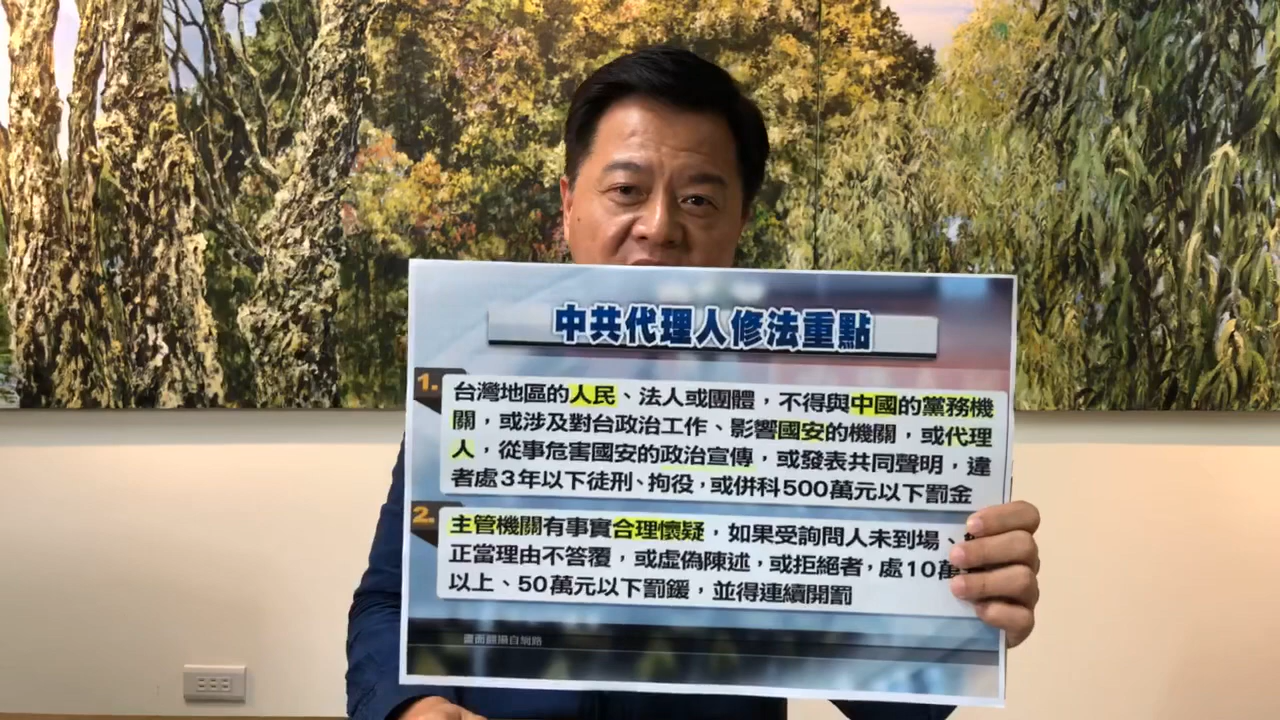 中共代理人修法重點
1.
台灣地區的人民、法人或團體，不得與中國的黨務機
關，或涉及對台政治工作、影響國安的機關，或代理
人，從事危害國安的政治宣傳，或發表共同聲明，違
者處3年以下徒刑、拘役，或併科500萬元以下罰金
2.
主管機關有事實合理懷疑，如果受詢問人未到場、
正當理由不答覆，或虛偽陳述，或拒絕者，處10萬
以上、50萬元以下罰鍰，並得連續開罰
畫面翻攝自網路